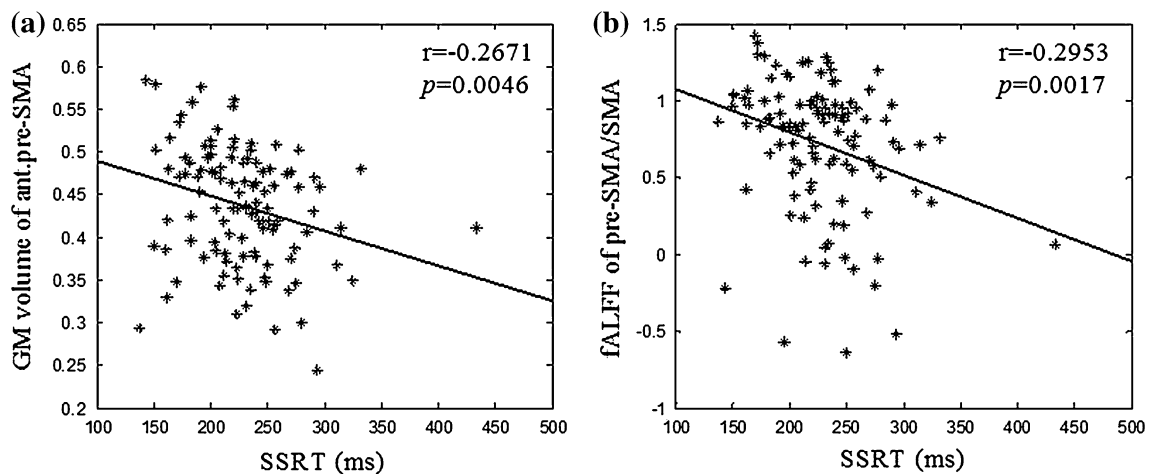 (a)
r=-0.2671
p=0.0046
GM volume of ant.pre-SMA
0.65
0.6
0.55
0.5
0.45
0.4
0.35
0.3
0.25
0.2
100 150 200 250 300 350 400 450 500
SSRT (ms)
(b)
r=-0.2953
p=0.0017
fALFF of pre-SMA/SMA
1.5
1
0.5
0
-0.5
-1
100 150 200 250 300 350 400 450 500
SSRT (ms)